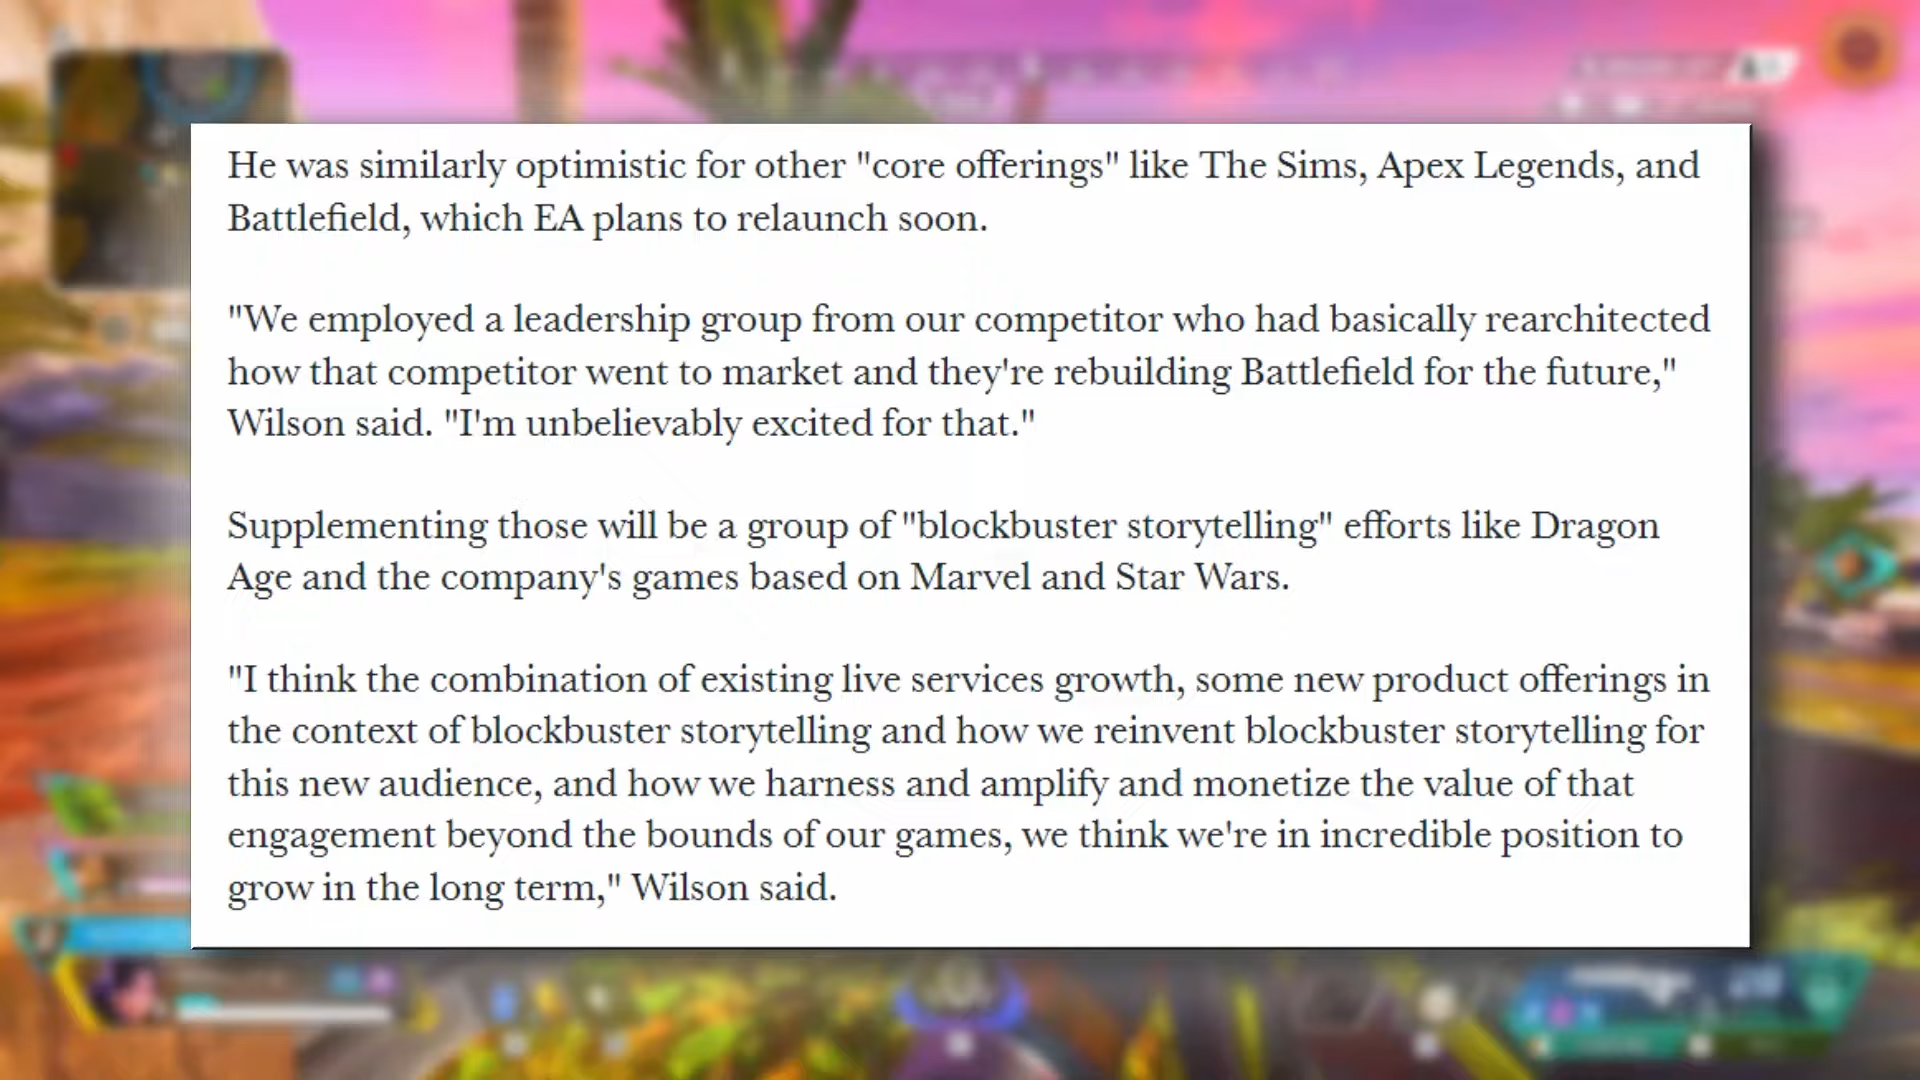 He was similarly optimistic for other "core offerings" like The Sims, Apex Legends, and
Battlefield, which EA plans to relaunch soon.
"We employed a leadership group from our competitor who had basically rearchitected
how that competitor went to market and they're rebuilding Battlefield for the future,"
Wilson said. "I'm unbelievably excited for that."
Supplementing those will be a group of "blockbuster storytelling" efforts like Dragon
Age and the company's games based on Marvel and Star Wars.
"I think the combination of existing live services growth, some new product offerings in
the context of blockbuster storytelling and how we reinvent blockbuster storytelling for
this new audience, and how we harness and amplify and monetize the value of that
engagement beyond the bounds of our games, we think we're in incredible position to
grow in the long term," Wilson said.